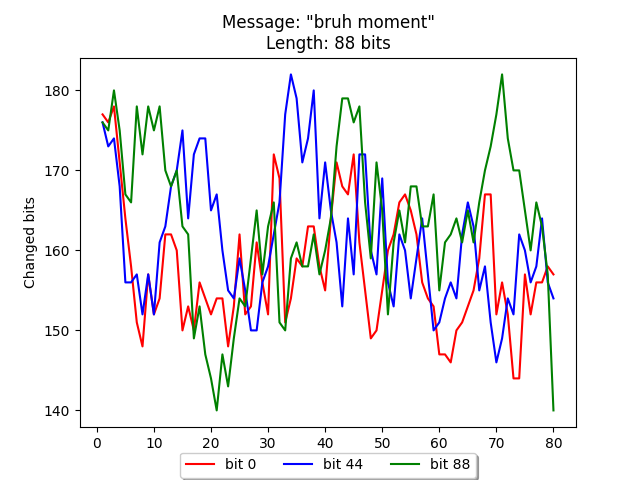 Message: "bruh moment"
Length: 88 bits
Changed bits
180
170
160
150
140
0 10 20 30 40 50 60 70 80
bit 0 bit 44 bit 88